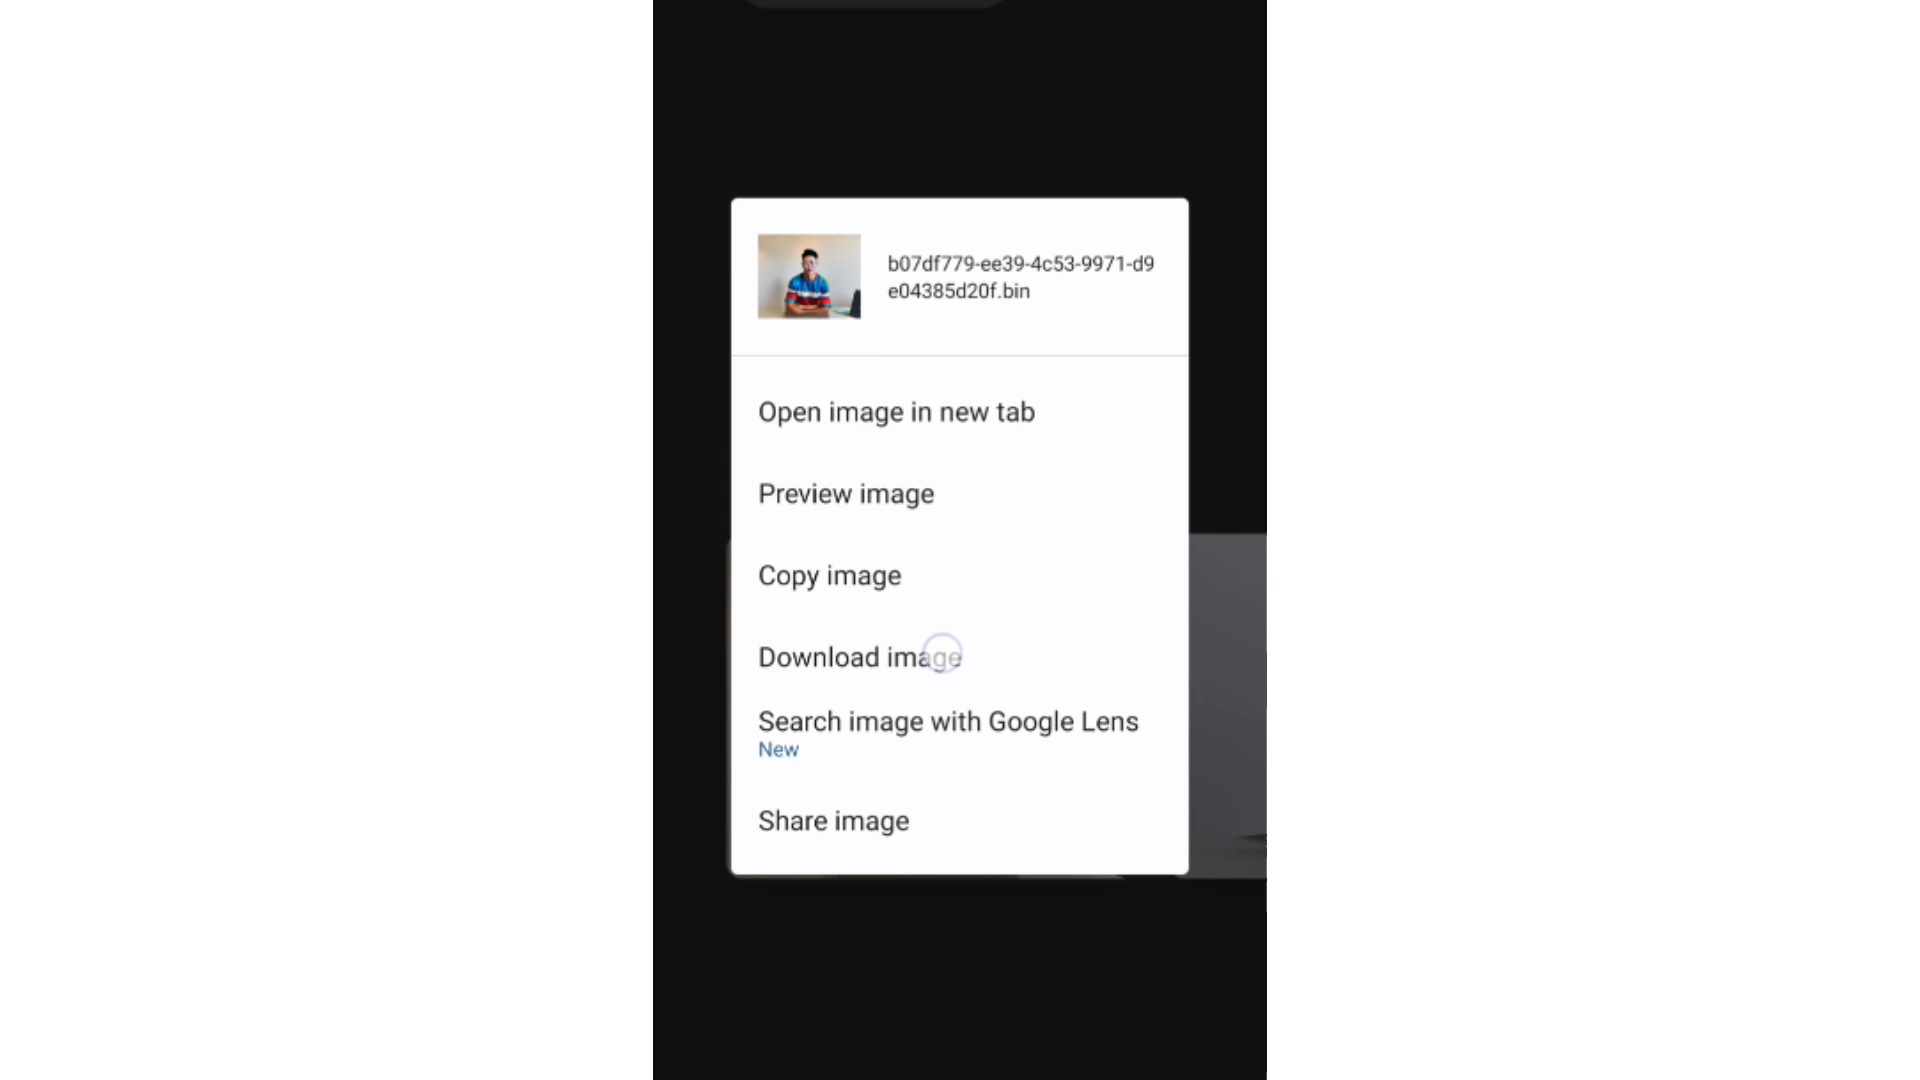 b07df779-ee39-4c53-9971-d9
e04385d20f.bin
Open image in new tab
Preview image
Copy image
Download image
Search image with Google Lens
New
Share image